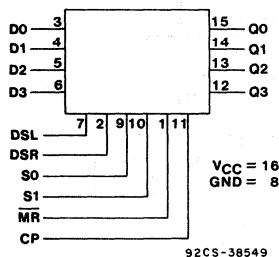 D0 3 15 Q0
D1 4 14 Q1
D2 5 13 Q2
D3 6 12 Q3
7 2 9 10 1 11
DSL
DSR
S0
S1
MR
CP
VCC = 16
GND = 8
92CS-38549